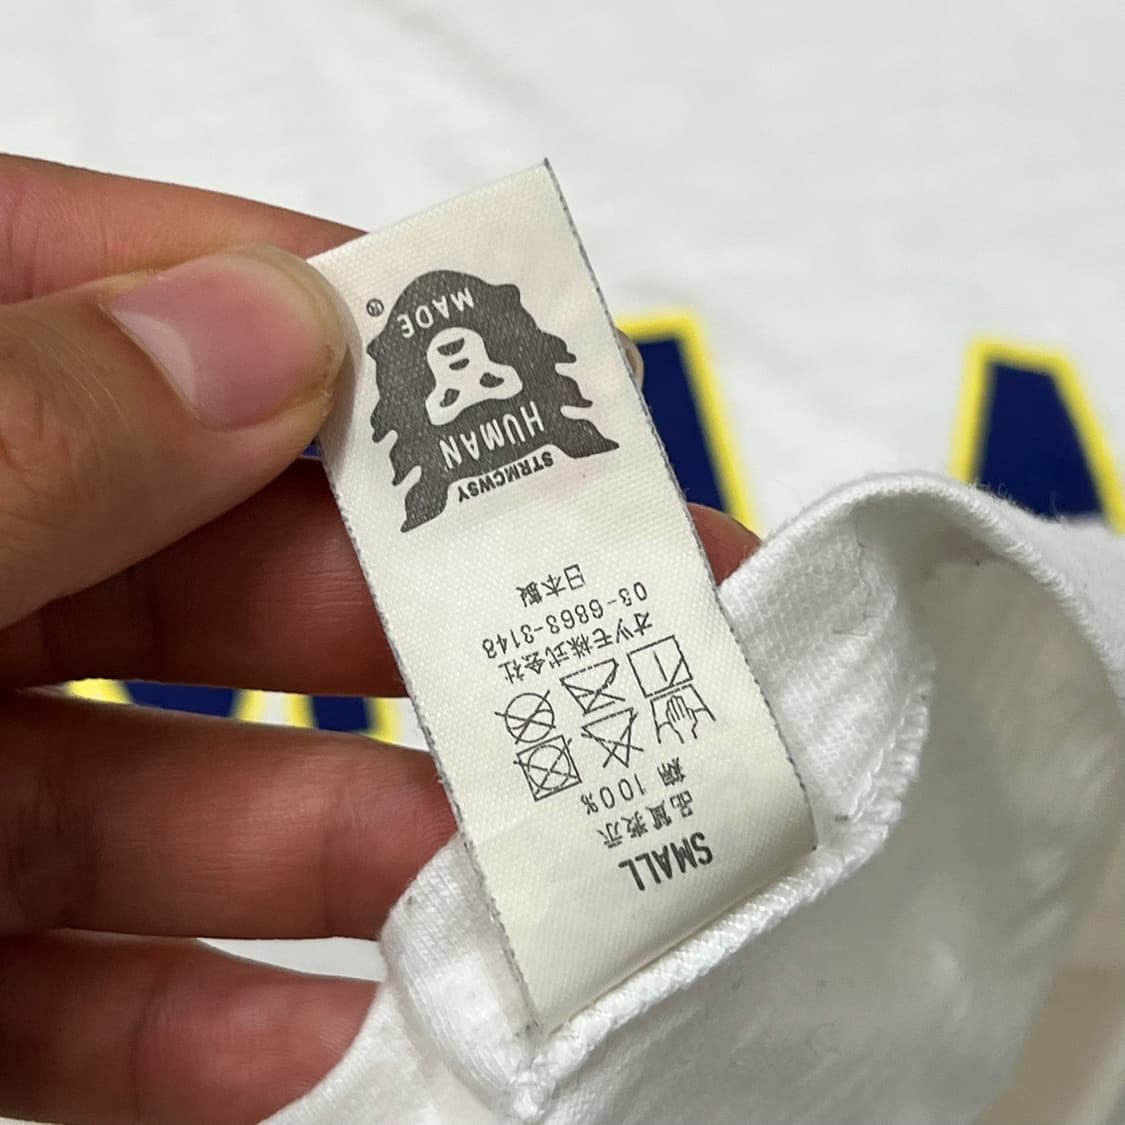 SMALL
品質表示
綿 100%
オツモ株式会社
03-6863-3148
日本製
STRMCWSY
HUMAN
MADE
®